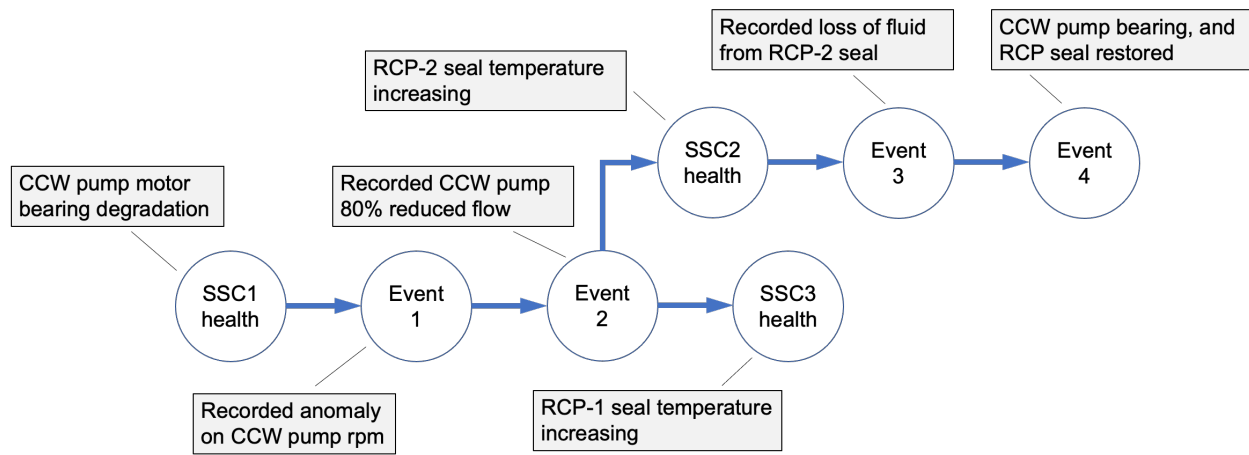 Recorded loss of fluid
from RCP-2 seal
CCW pump bearing, and
RCP seal restored
RCP-2 seal temperature
increasing
SSC2
health
Event
3
Event
4
CCW pump motor
bearing degradation
Recorded CCW pump
80% reduced flow
SSC1
health
Event
1
Event
2
SSC3
health
Recorded anomaly
on CCW pump rpm
RCP-1 seal temperature
increasing